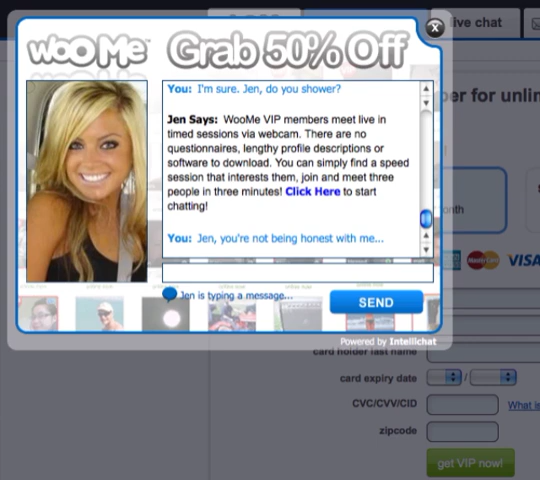 live chat
WOOMe Grab 50% Off
per for unlim
You: I'm sure. Jen, do you shower?
Jen Says: WooMe VIP members meet live in
timed sessions via webcam. There are no
questionnaires, lengthy profile descriptions or
software to download. You can simply find a speed
session that interests them, join and meet three
people in three minutes! Click Here to start
chatting!
You: Jen, you're not being honest with me...
onth
MasterCard VISA
Jen is typing a message...
SEND
Powered by Intellichat
card holder last name
card expiry date /
CVC/CVV/CID What is
zipcode
get VIP now!